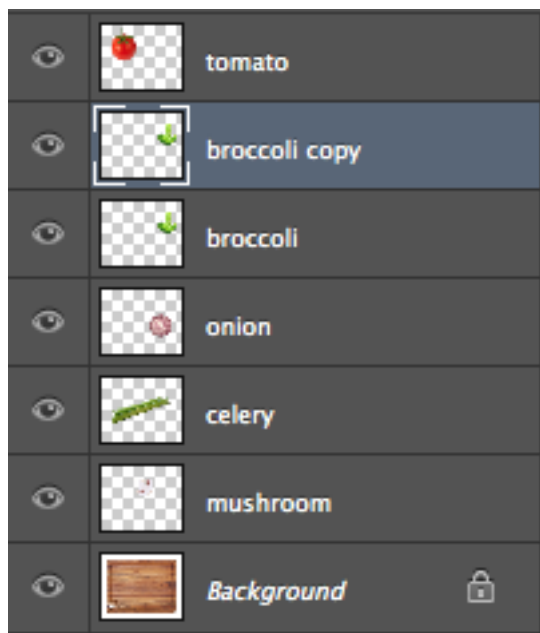 tomato
broccoli copy
broccoli
onion
celery
mushroom
Background